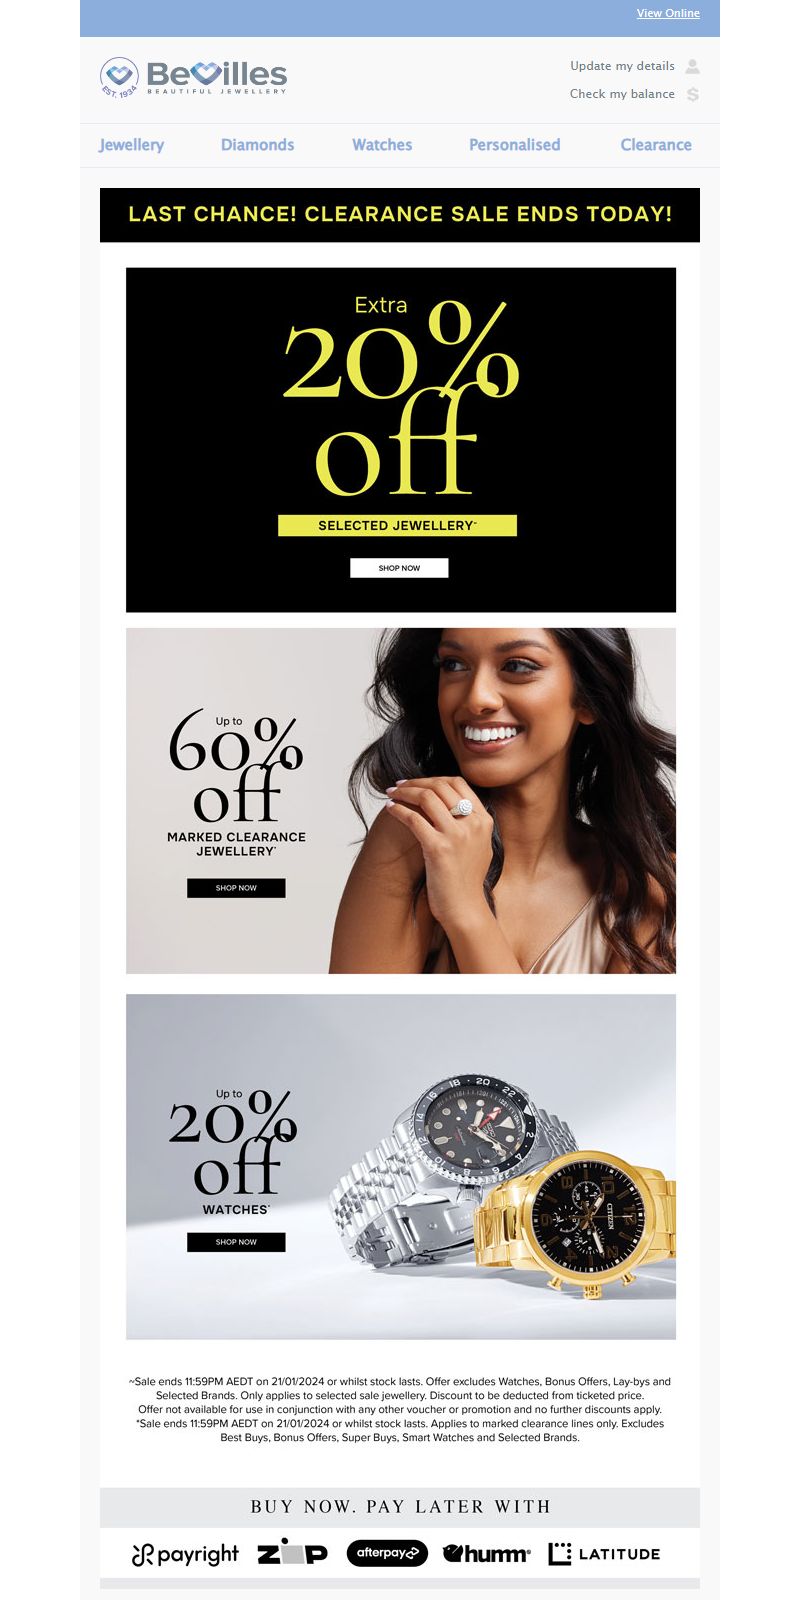 View Online
BeVilles
BEAUTIFUL JEWELLERY
EST. 1934
Update my details
Check my balance
Jewellery Diamonds Watches Personalised Clearance
LAST CHANCE! CLEARANCE SALE ENDS TODAY!
Extra
20%
off
SELECTED JEWELLERY~
SHOP NOW
Up to
60%
off
MARKED CLEARANCE
JEWELLERY*
SHOP NOW
Up to
20%
off
WATCHES*
SHOP NOW
CITIZEN
~Sale ends 11:59PM AEDT on 21/01/2024 or whilst stock lasts. Offer excludes Watches, Bonus Offers, Lay-bys and
Selected Brands. Only applies to selected sale jewellery. Discount to be deducted from ticketed price.
Offer not available for use in conjunction with any other voucher or promotion and no further discounts apply.
*Sale ends 11:59PM AEDT on 21/01/2024 or whilst stock lasts. Applies to marked clearance lines only. Excludes
Best Buys, Bonus Offers, Super Buys, Smart Watches and Selected Brands.
BUY NOW. PAY LATER WITH
payright ZIP afterpay humm LATITUDE